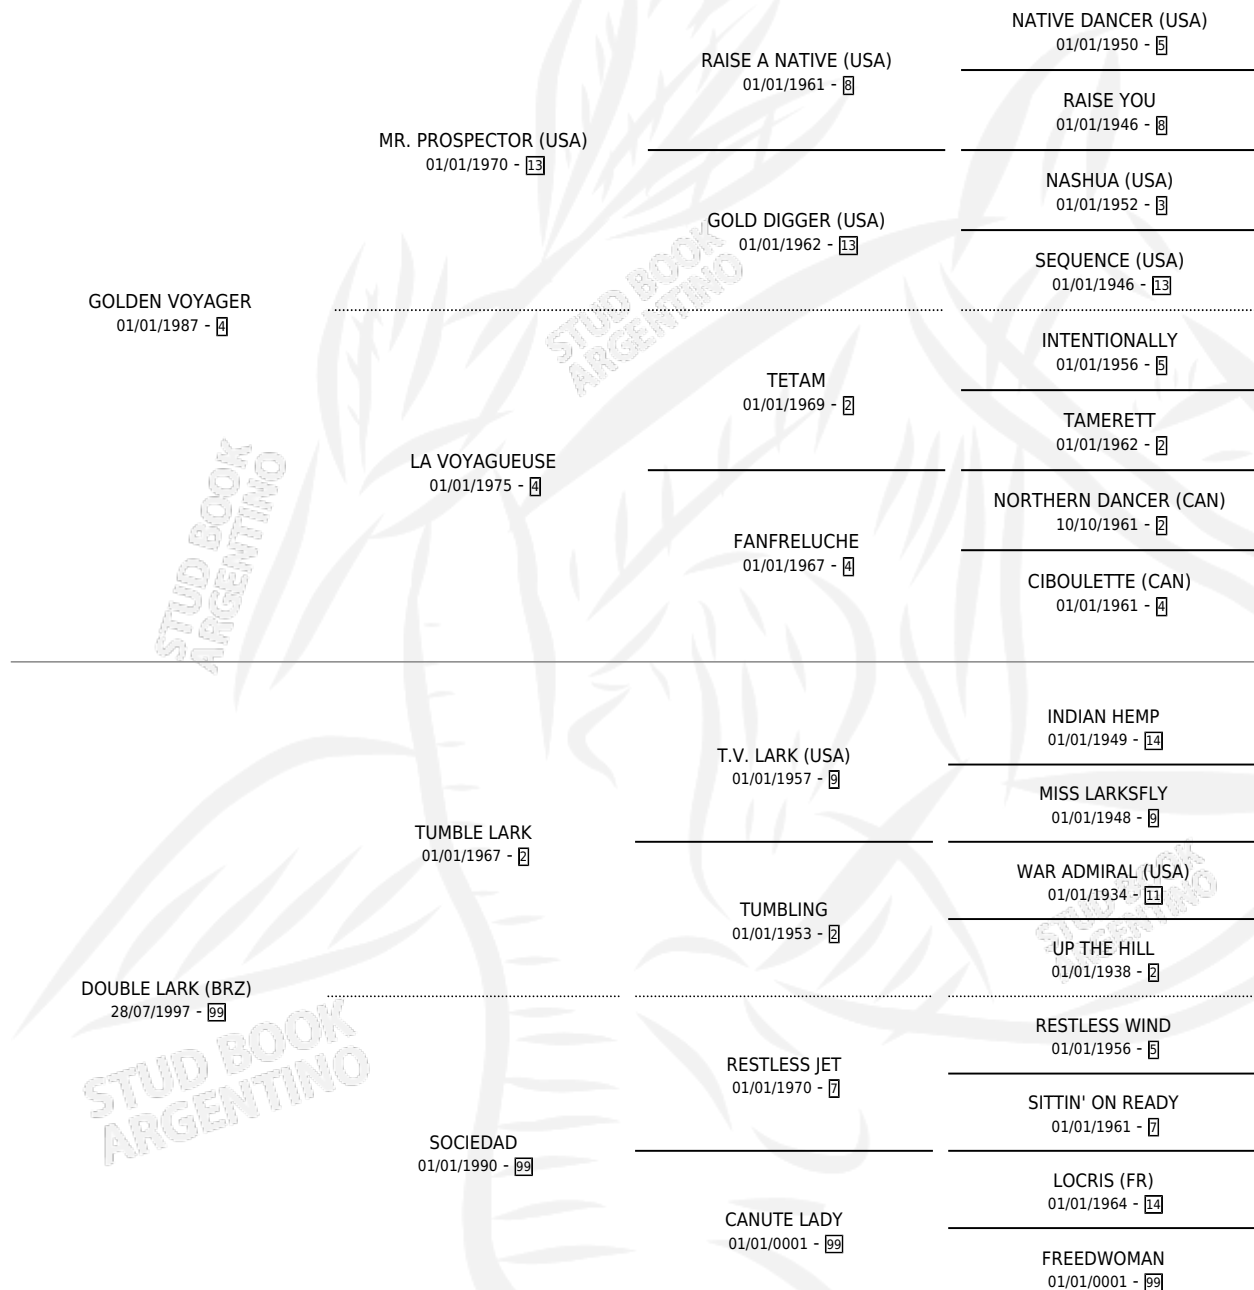 NATIVE DANCER (USA)
01/01/1950 - 5
RAISE A NATIVE (USA)
01/01/1961 - 8
RAISE YOU
01/01/1946 - 8
MR. PROSPECTOR (USA)
01/01/1970 - 13
NASHUA (USA)
01/01/1952 - 3
GOLD DIGGER (USA)
01/01/1962 - 13
SEQUENCE (USA)
01/01/1946 - 13
GOLDEN VOYAGER
01/01/1987 - 4
INTENTIONALLY
01/01/1956 - 5
TETAM
01/01/1969 - 2
TAMERETT
01/01/1962 - 2
LA VOYAGUEUSE
01/01/1975 - 4
NORTHERN DANCER (CAN)
10/10/1961 - 2
FANFRELUCHE
01/01/1967 - 4
CIBOULETTE (CAN)
01/01/1961 - 4
INDIAN HEMP
01/01/1949 - 14
T.V. LARK (USA)
01/01/1957 - 9
MISS LARKSFLY
01/01/1948 - 9
TUMBLE LARK
01/01/1967 - 2
WAR ADMIRAL (USA)
01/01/1934 - 11
TUMBLING
01/01/1953 - 2
UP THE HILL
01/01/1938 - 2
DOUBLE LARK (BRZ)
28/07/1997 - 99
RESTLESS WIND
01/01/1956 - 5
RESTLESS JET
01/01/1970 - 7
SITTIN' ON READY
01/01/1961 - 7
SOCIEDAD
01/01/1990 - 99
LOCRIS (FR)
01/01/1964 - 14
CANUTE LADY
01/01/0001 - 99
FREEDWOMAN
01/01/0001 - 99
STUD BOOK
ARGENTINO
STUD BOOK
ARGENTINO
STUD BOOK
ARGENTINO
STUD BOOK
ARGENTINO